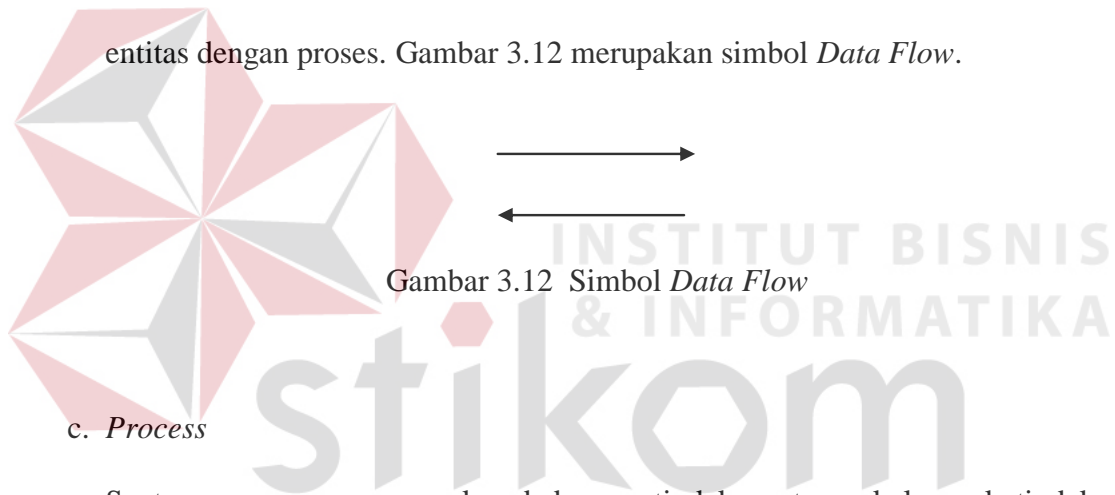 entitas dengan proses. Gambar 3.12 merupakan simbol Data Flow.
INSTITUT BISNIS
Gambar 3.12 Simbol Data Flow
& INFORMATIKA
stikom
c. Process